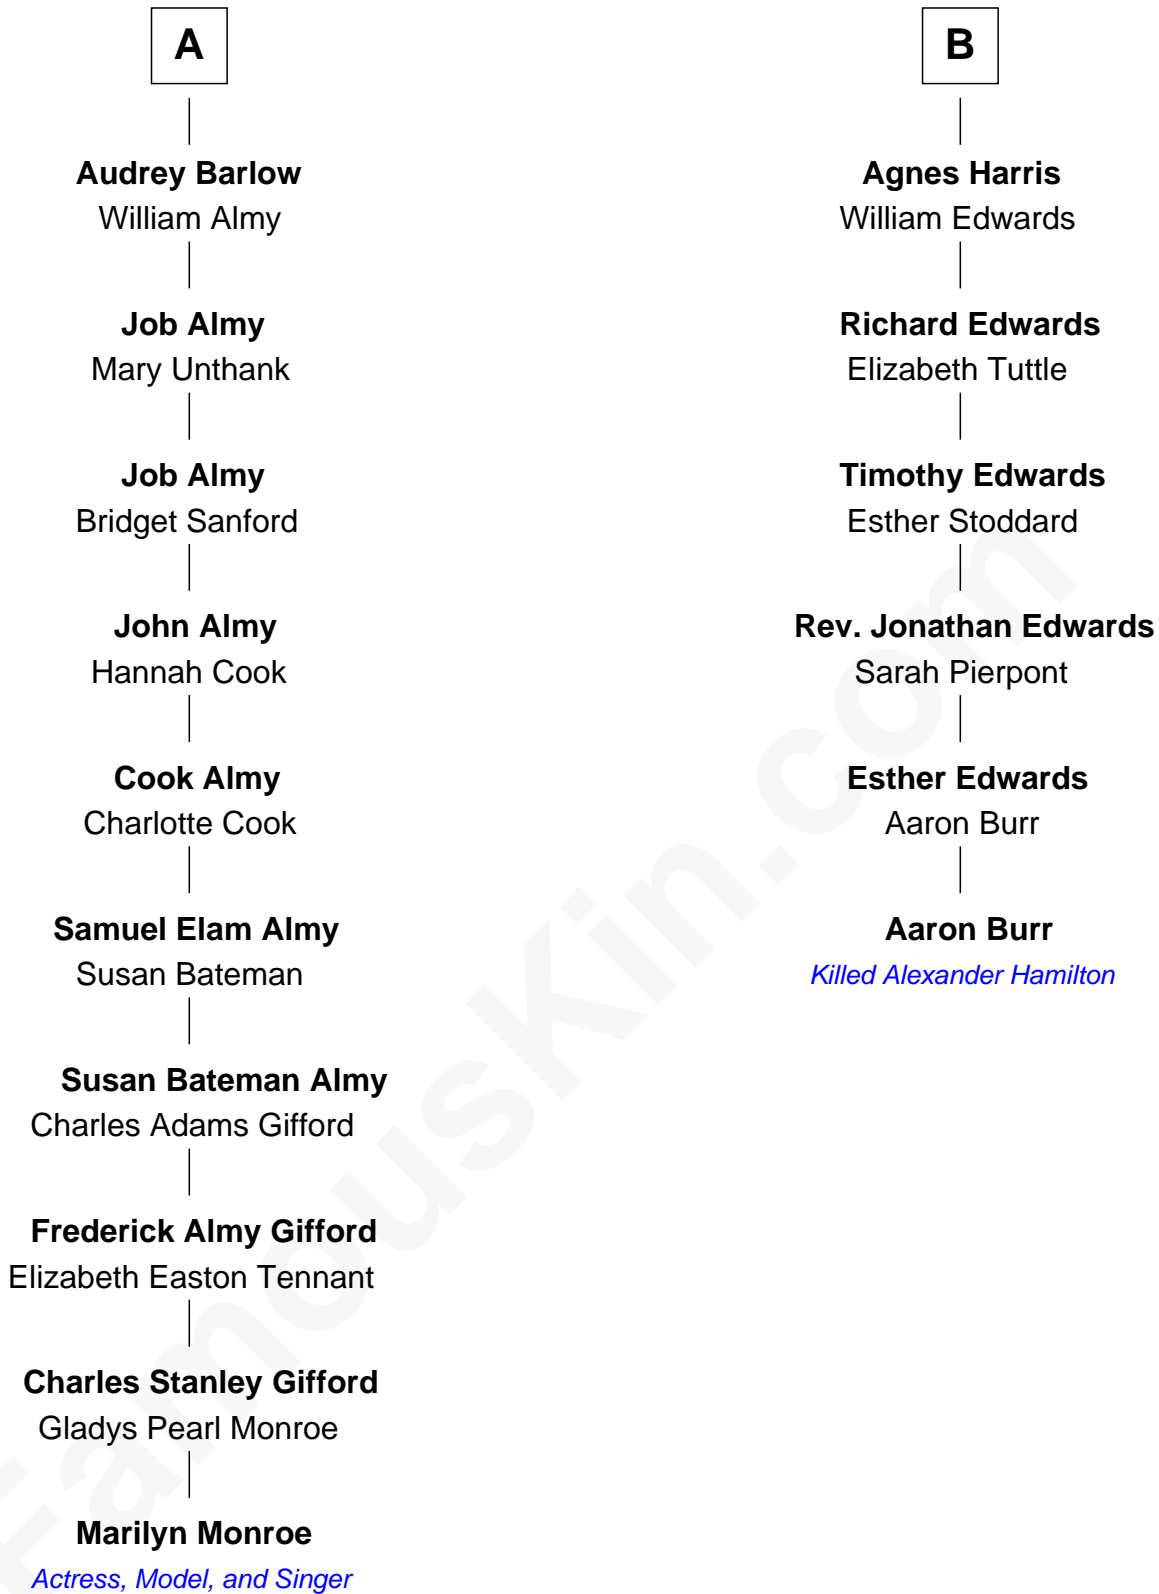 A
Audrey Barlow
William Almy
Job Almy
Mary Unthank
Job Almy
Bridget Sanford
John Almy
Hannah Cook
Cook Almy
Charlotte Cook
Samuel Elam Almy
Susan Bateman
Susan Bateman Almy
Charles Adams Gifford
Frederick Almy Gifford
Elizabeth Easton Tennant
Charles Stanley Gifford
Gladys Pearl Monroe
Marilyn Monroe
Actress, Model, and Singer
B
Agnes Harris
William Edwards
Richard Edwards
Elizabeth Tuttle
Timothy Edwards
Esther Stoddard
Rev. Jonathan Edwards
Sarah Pierpont
Esther Edwards
Aaron Burr
Aaron Burr
Killed Alexander Hamilton
FamousKin.com